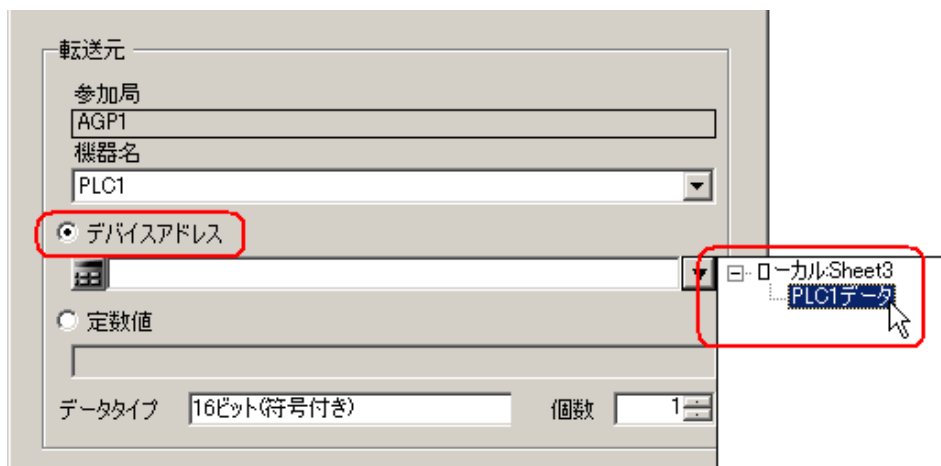 転送元
参加局
AGP1
機器名
PLC1
デバイスアドレス
ローカル:Sheet3
PLC1データ
定数値
データタイプ 16ビット(符号付き) 個数 1